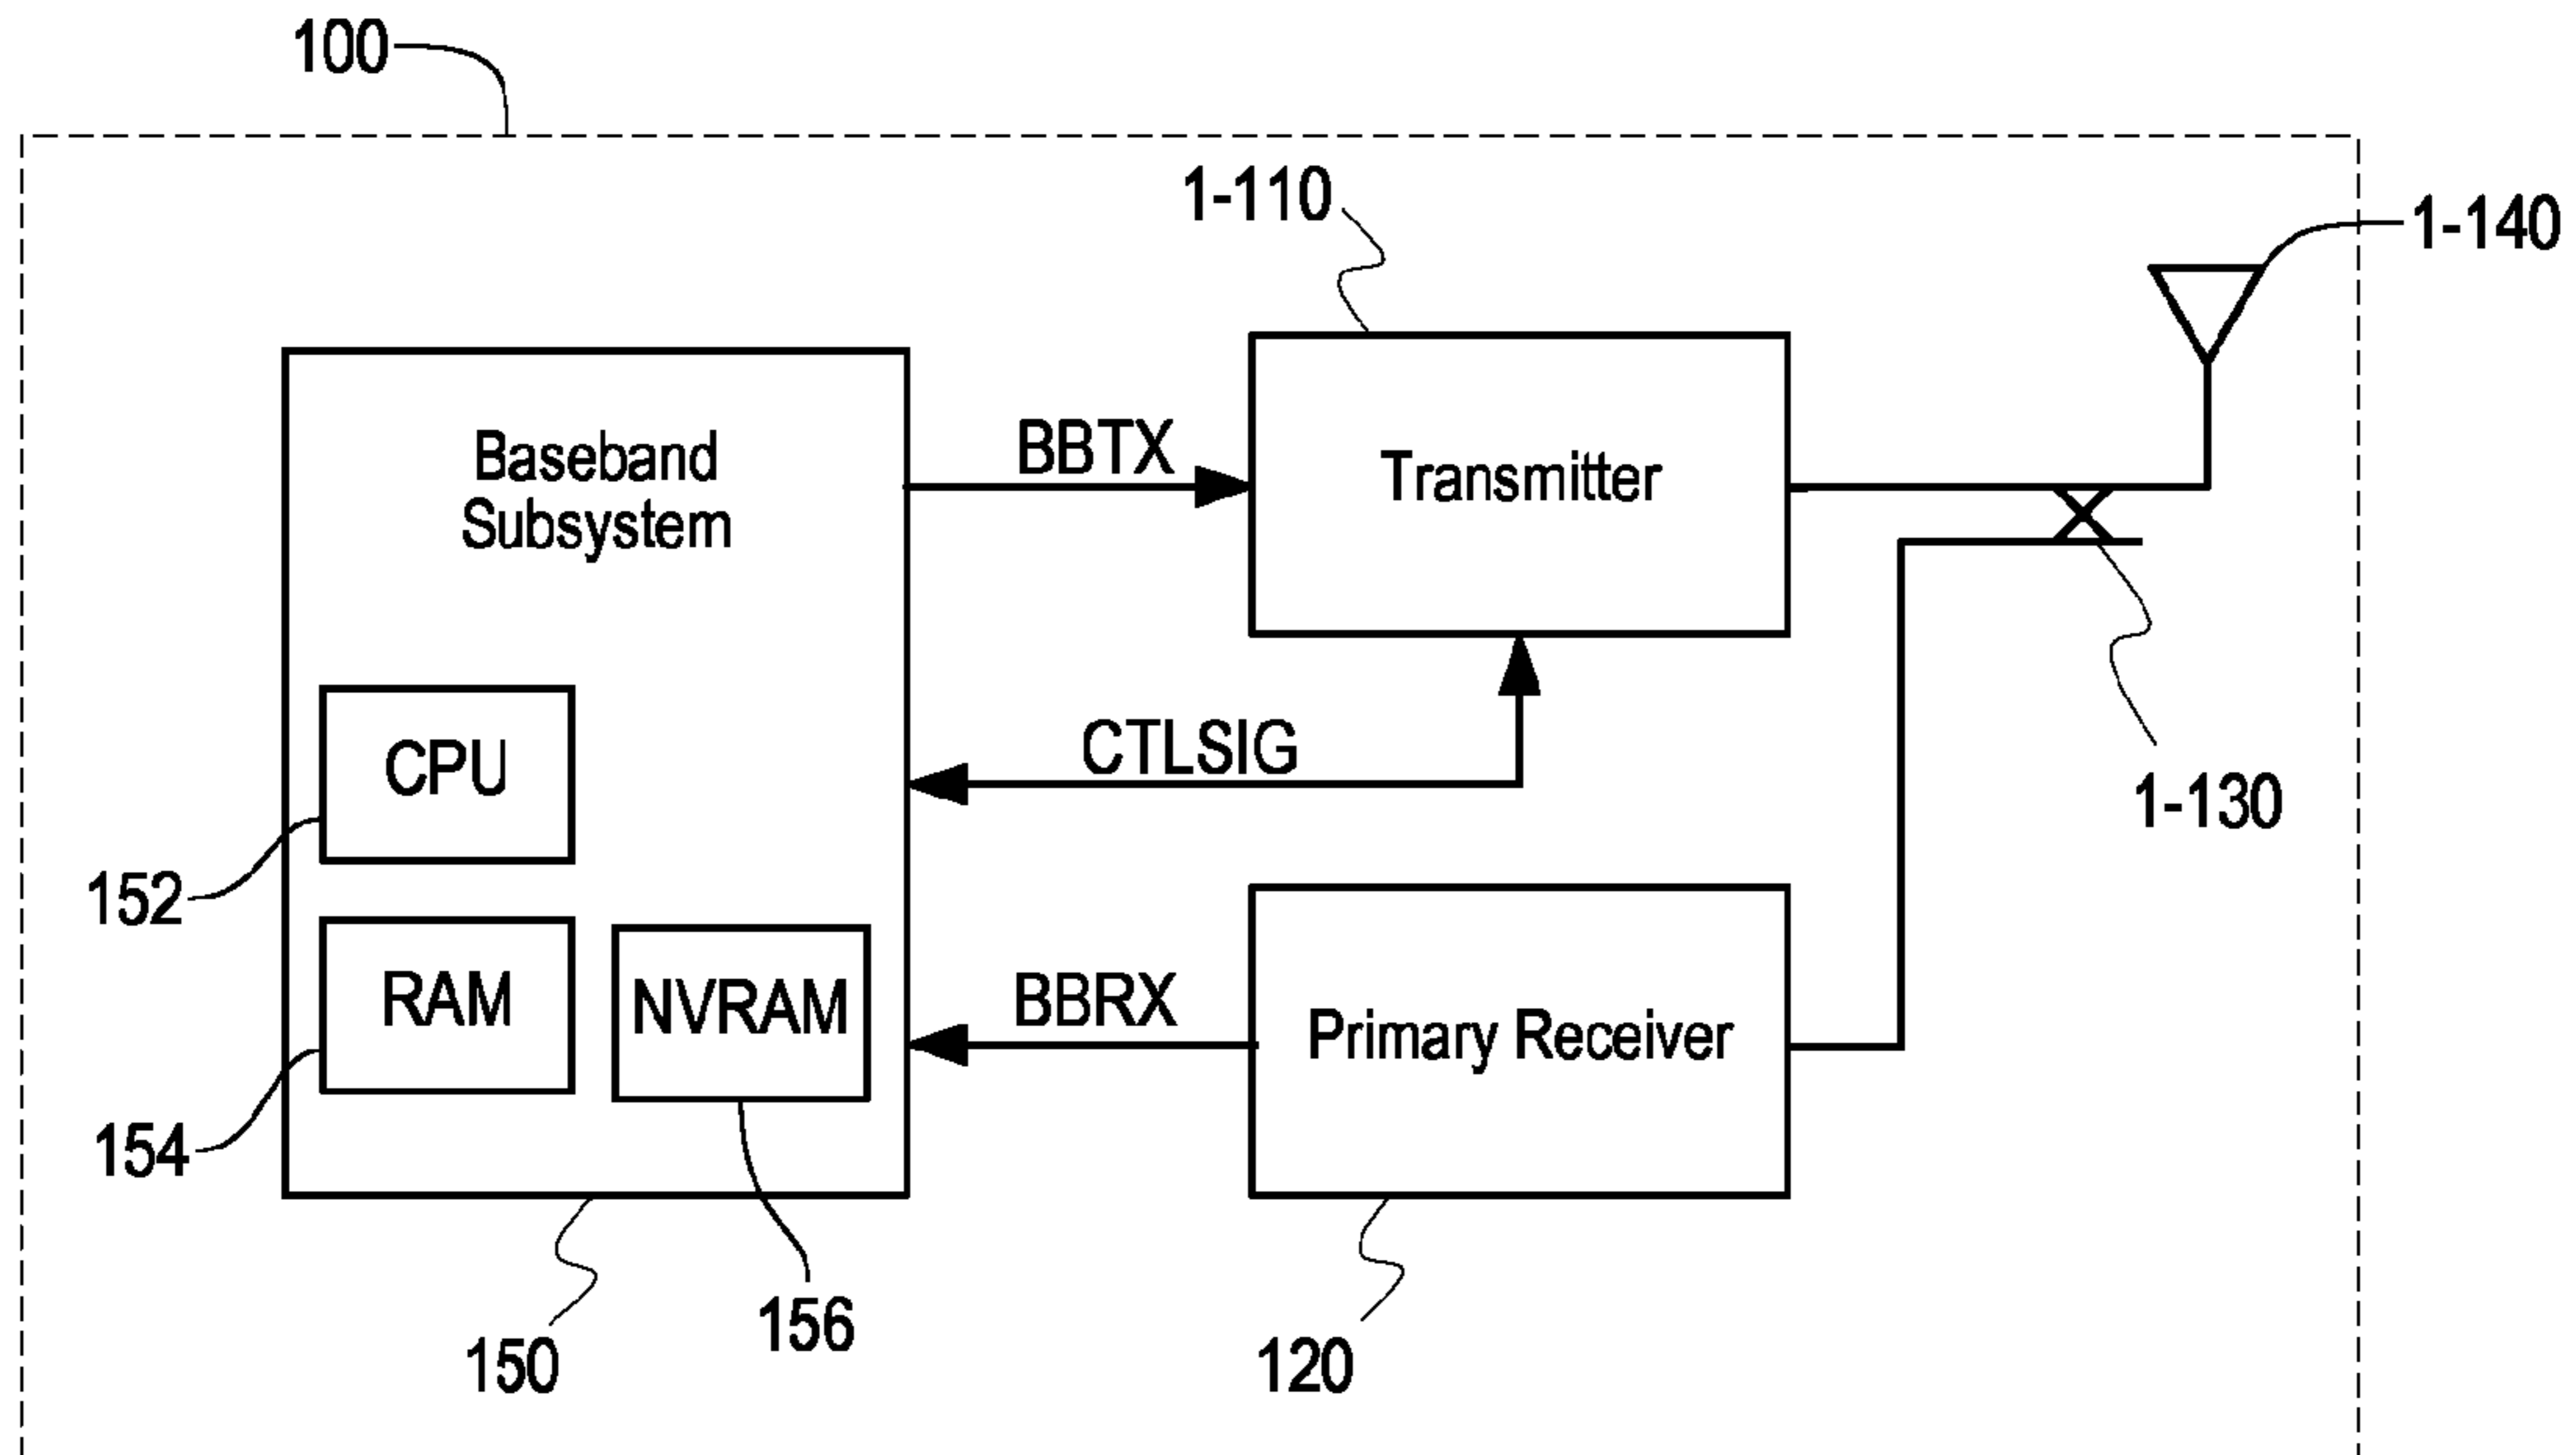 100
1-110
1-140
Baseband
Subsystem
BBTX
Transmitter
CPU
CTLSIG
1-130
152
RAM
NVRAM
BBRX
Primary Receiver
154
156
150
120